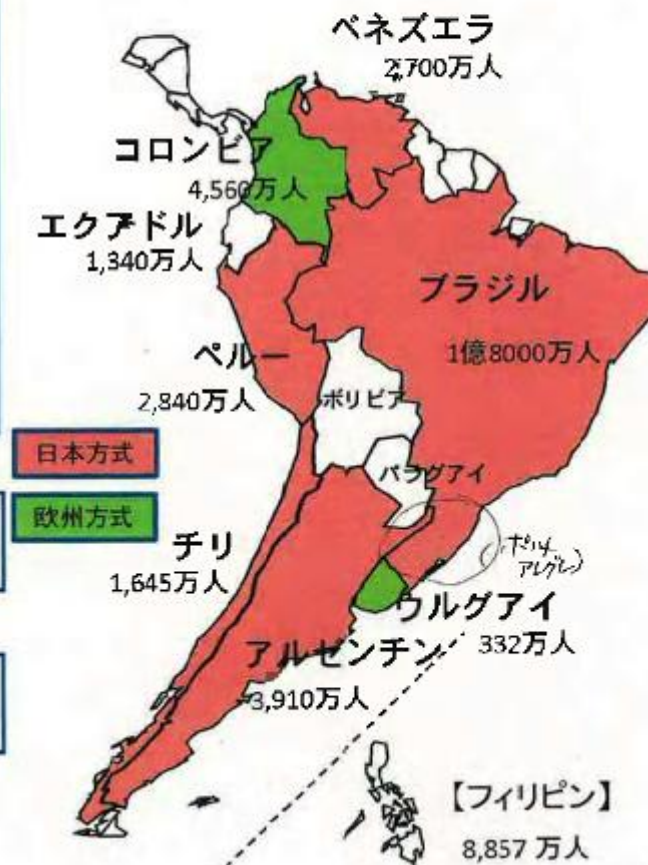 ベネズエラ
2,700万人
コロンビア
4,560万人
エクアドル
1,340万人
ブラジル
1億8000万人
ペルー
2,840万人
ボリビア
日本方式
パラグアイ
欧州方式
チリ
1,645万人
ウルグアイ
332万人
アルゼンチン
3,910万人
【フィリピン】
8,857万人